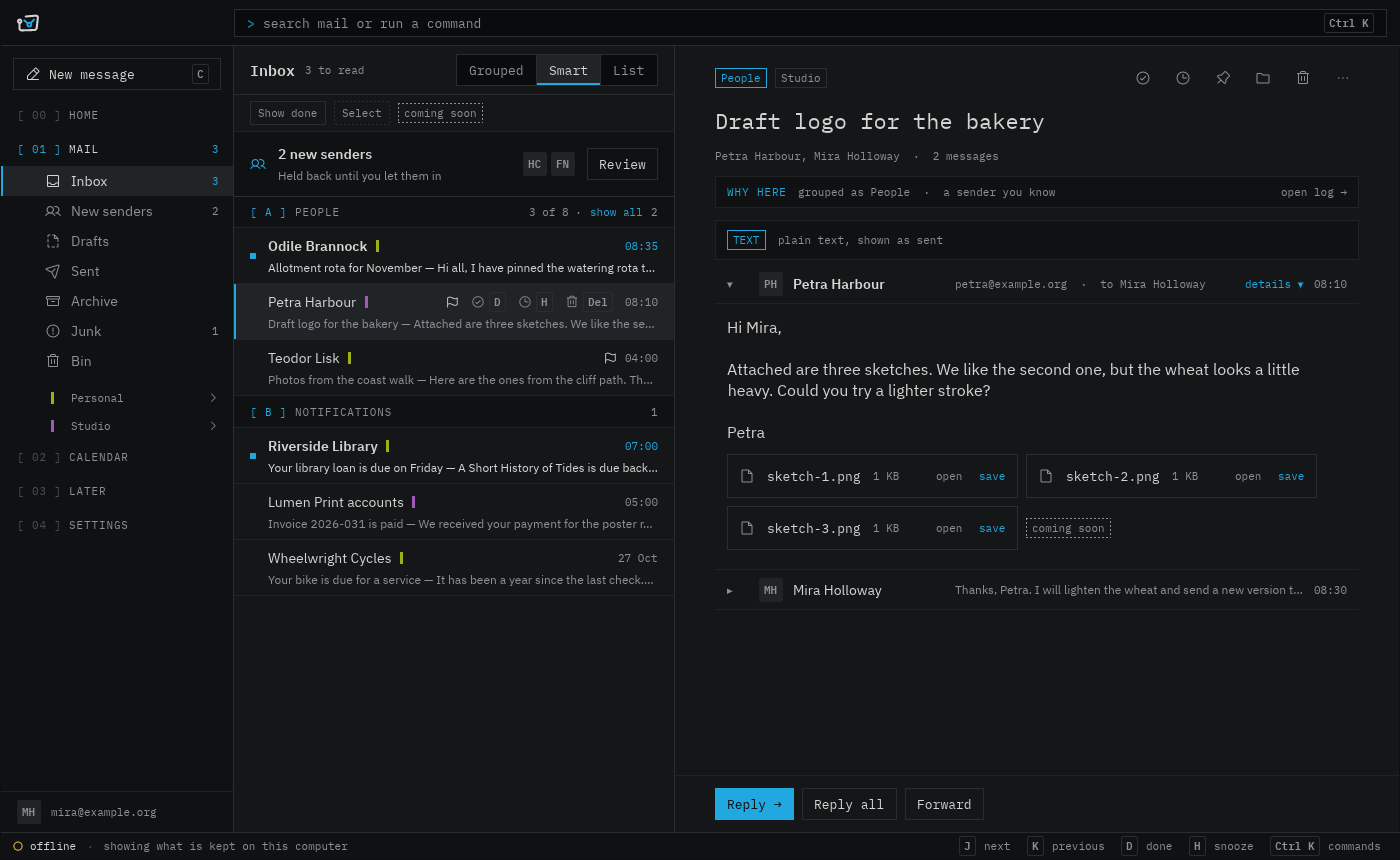 > search mail or run a command Ctrl K
New message C
[ 00 ] HOME
[ 01 ] MAIL 3
Inbox 3
New senders 2
Drafts
Sent
Archive
Junk 1
Bin
Personal
Studio
[ 02 ] CALENDAR
[ 03 ] LATER
[ 04 ] SETTINGS
MH mira@example.org
Inbox 3 to read Grouped Smart List
Show done Select coming soon
2 new senders
Held back until you let them in
HC FN Review
[ A ] PEOPLE 3 of 8 · show all 2
Odile Brannock 08:35
Allotment rota for November — Hi all, I have pinned the watering rota t…
Petra Harbour D H Del 08:10
Draft logo for the bakery — Attached are three sketches. We like the se…
Teodor Lisk 04:00
Photos from the coast walk — Here are the ones from the cliff path. Th…
[ B ] NOTIFICATIONS 1
Riverside Library 07:00
Your library loan is due on Friday — A Short History of Tides is due back…
Lumen Print accounts 05:00
Invoice 2026-031 is paid — We received your payment for the poster r…
Wheelwright Cycles 27 Oct
Your bike is due for a service — It has been a year since the last check.…
People Studio
Draft logo for the bakery
Petra Harbour, Mira Holloway · 2 messages
WHY HERE grouped as People · a sender you know open log →
TEXT plain text, shown as sent
▾ PH Petra Harbour petra@example.org · to Mira Holloway details ▾ 08:10
Hi Mira,
Attached are three sketches. We like the second one, but the wheat looks a little
heavy. Could you try a lighter stroke?
Petra
sketch-1.png 1 KB open save
sketch-2.png 1 KB open save
sketch-3.png 1 KB open save
coming soon
▸ MH Mira Holloway Thanks, Petra. I will lighten the wheat and send a new version t… 08:30
Reply → Reply all Forward
offline · showing what is kept on this computer
J next K previous D done H snooze Ctrl K commands